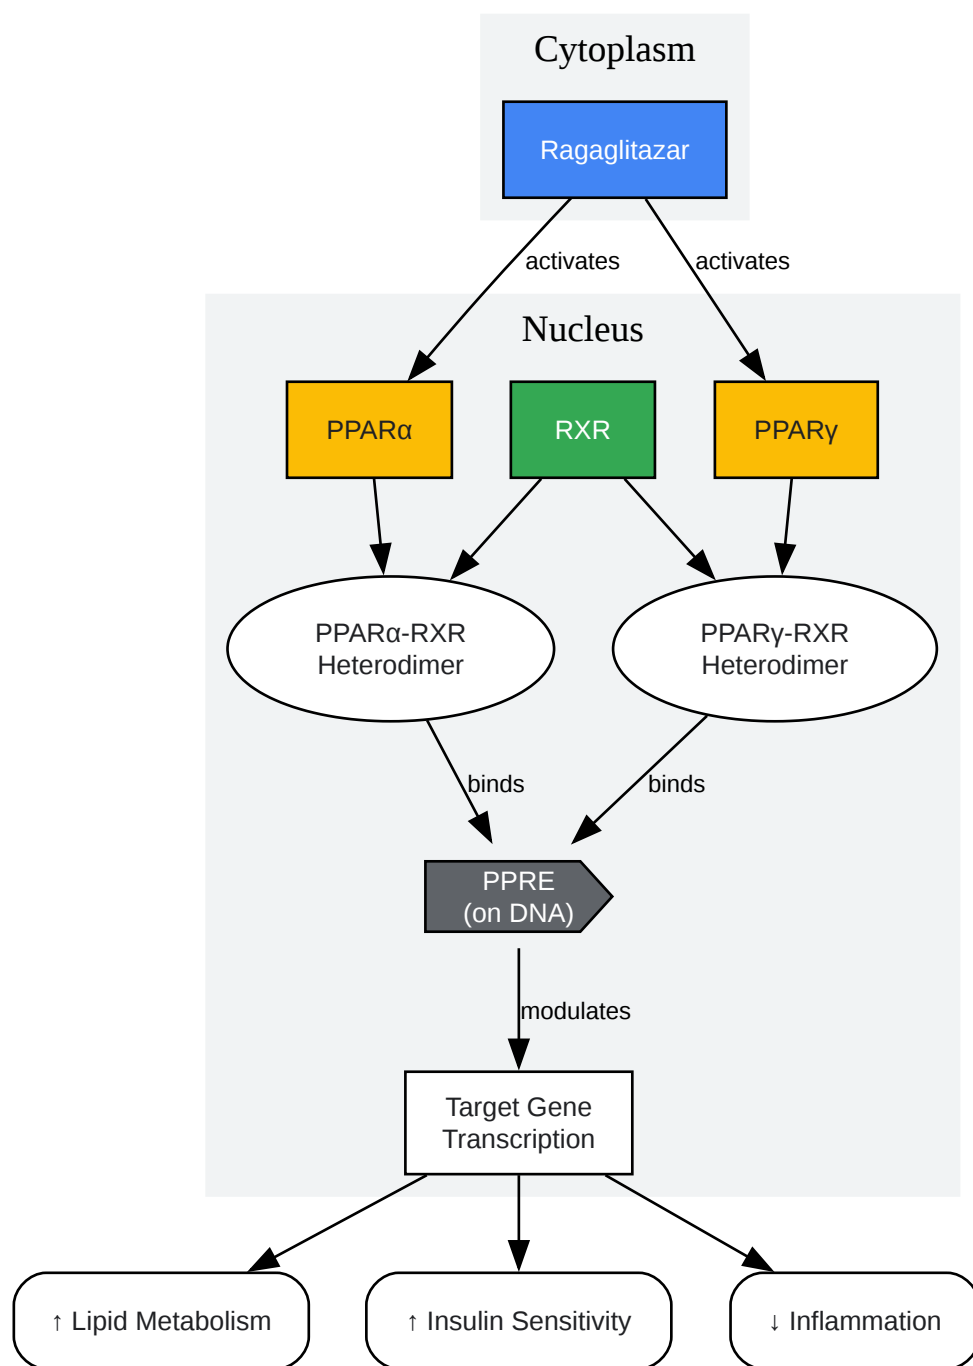 Cytoplasm
Ragaglitazar
activates
activates
Nucleus
PPARα
RXR
PPARγ
PPARα-RXR
Heterodimer
PPARγ-RXR
Heterodimer
binds
binds
PPRE
(on DNA)
modulates
Target Gene
Transcription
↑ Lipid Metabolism
↑ Insulin Sensitivity
↓ Inflammation